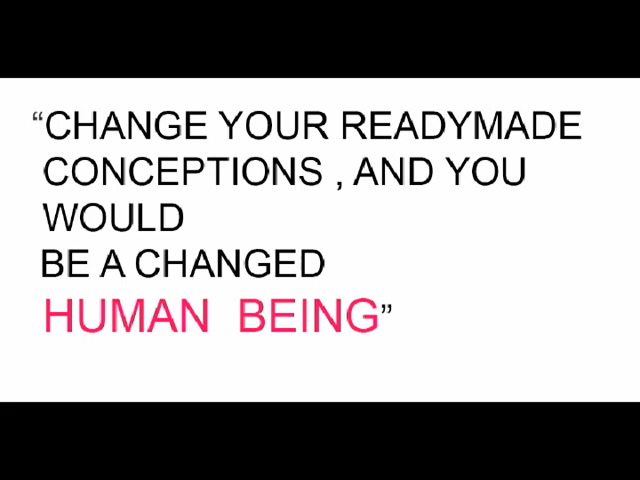 “CHANGE YOUR READYMADE
CONCEPTIONS , AND YOU
WOULD
BE A CHANGED
HUMAN BEING”